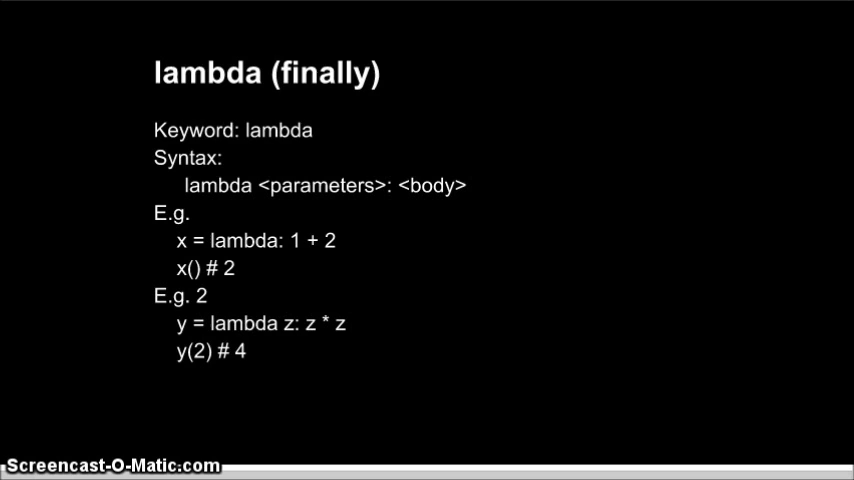 lambda (finally)
Keyword: lambda
Syntax:
lambda <parameters>: <body>
E.g.
x = lambda: 1 + 2
x() # 2
E.g. 2
y = lambda z: z * z
y(2) # 4
Screencast-O-Matic.com